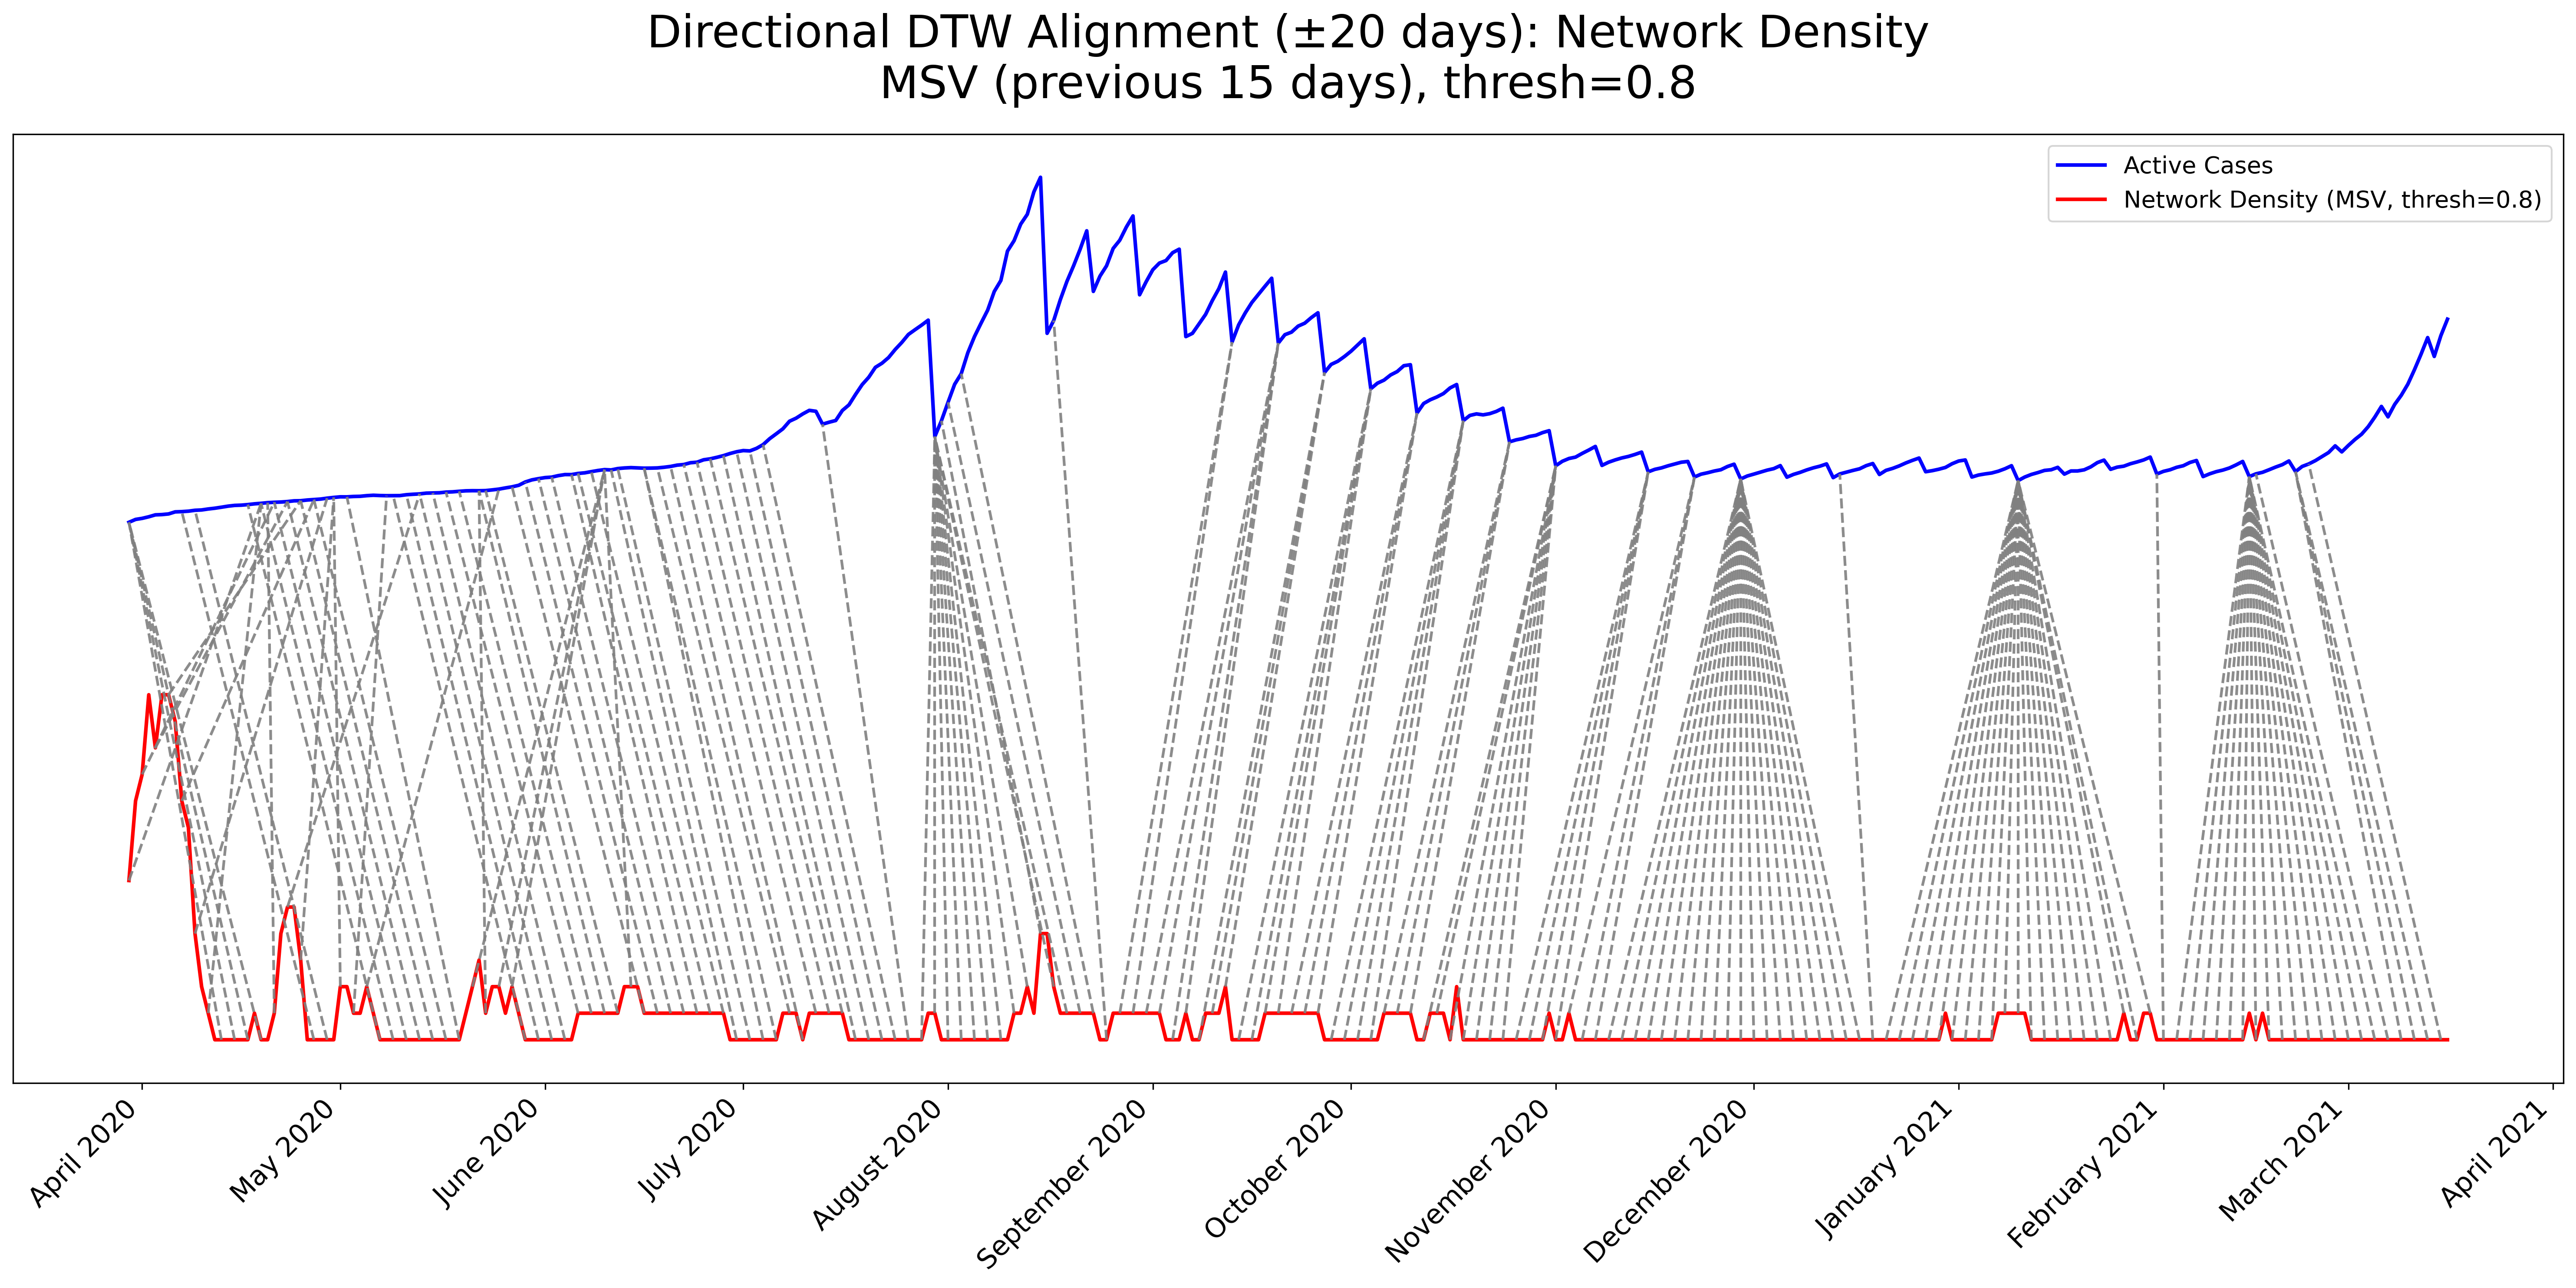 Directional DTW Alignment (±20 days): Network Density
MSV (previous 15 days), thresh=0.8
Active Cases
Network Density (MSV, thresh=0.8)
April 2020
May 2020
June 2020
July 2020
August 2020
September 2020
October 2020
November 2020
December 2020
January 2021
February 2021
March 2021
April 2021